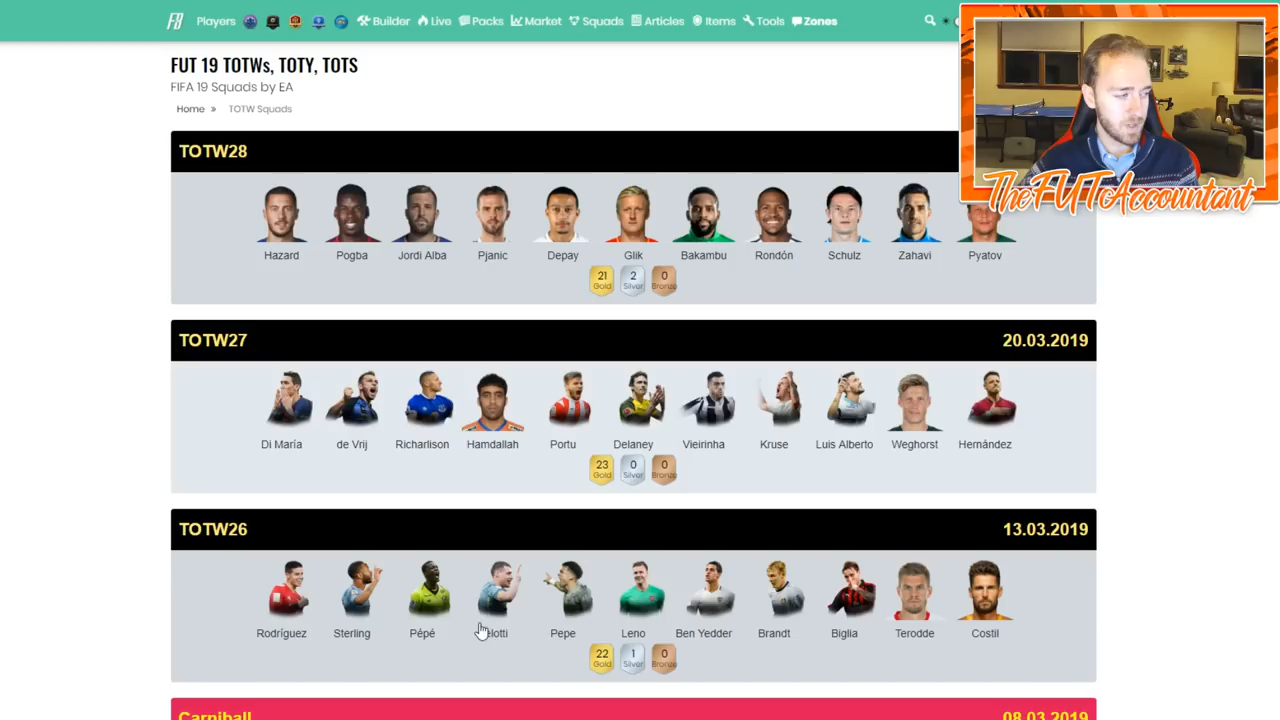 FB Players Builder Live Packs Market Squads Articles Items Tools Zones
FUT 19 TOTWs, TOTY, TOTS
FIFA 19 Squads by EA
Home » TOTW Squads
TheFUTAccountant
TOTW28
Hazard Pogba Jordi Alba Pjanic Depay Glik Bakambu Rondón Schulz Zahavi Pyatov
21 2 0
Gold Silver Bronze
TOTW27 20.03.2019
Di María de Vrij Richarlison Hamdallah Portu Delaney Vieirinha Kruse Luis Alberto Weghorst Hernández
23 0 0
Gold Silver Bronze
TOTW26 13.03.2019
Rodríguez Sterling Pépé Pepe Leno Ben Yedder Brandt Biglia Terodde Costil
22 1 0
Gold Silver Bronze
Carniball 08.03.2019